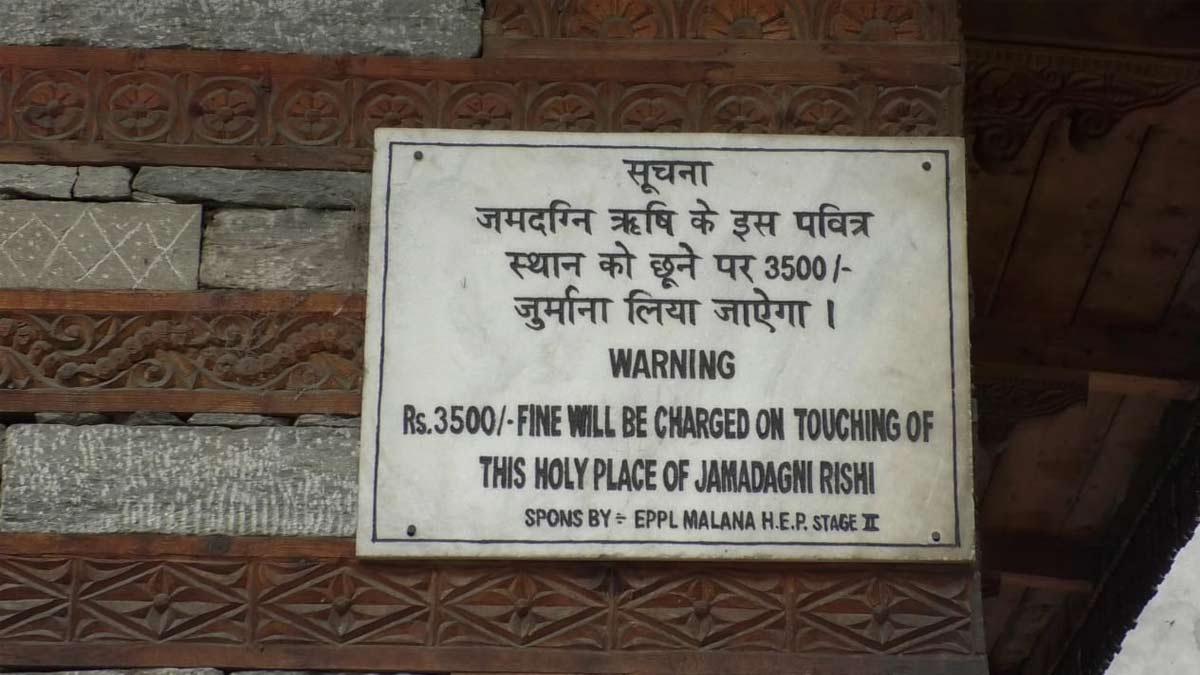 सूचना
जमदग्नि ऋषि के इस पवित्र
स्थान को छूने पर 3500/-
जुर्माना लिया जाऐगा ।
WARNING
Rs.3500/- FINE WILL BE CHARGED ON TOUCHING OF
THIS HOLY PLACE OF JAMADAGNI RISHI
SPONS BY ÷ EPPL MALANA H.E.P. STAGE II